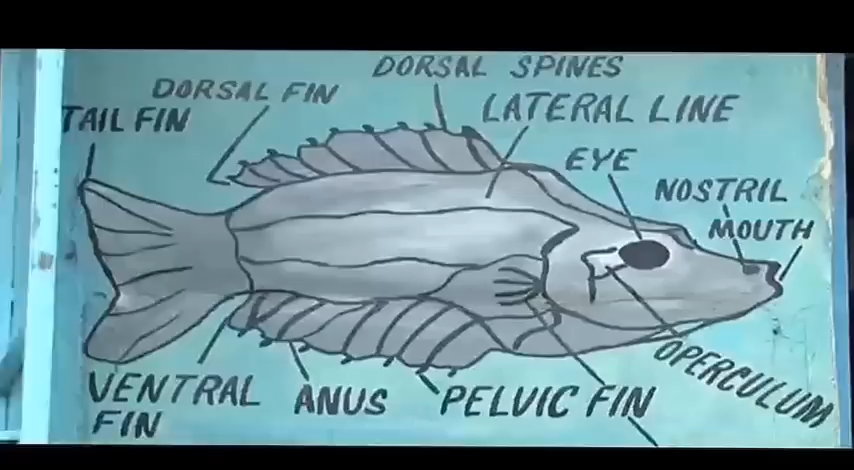 DORSAL SPINES
DORSAL FIN
LATERAL LINE
TAIL FIN
EYE
NOSTRIL
MOUTH
OPERCULUM
VENTRAL
FIN
ANUS
PELVIC FIN